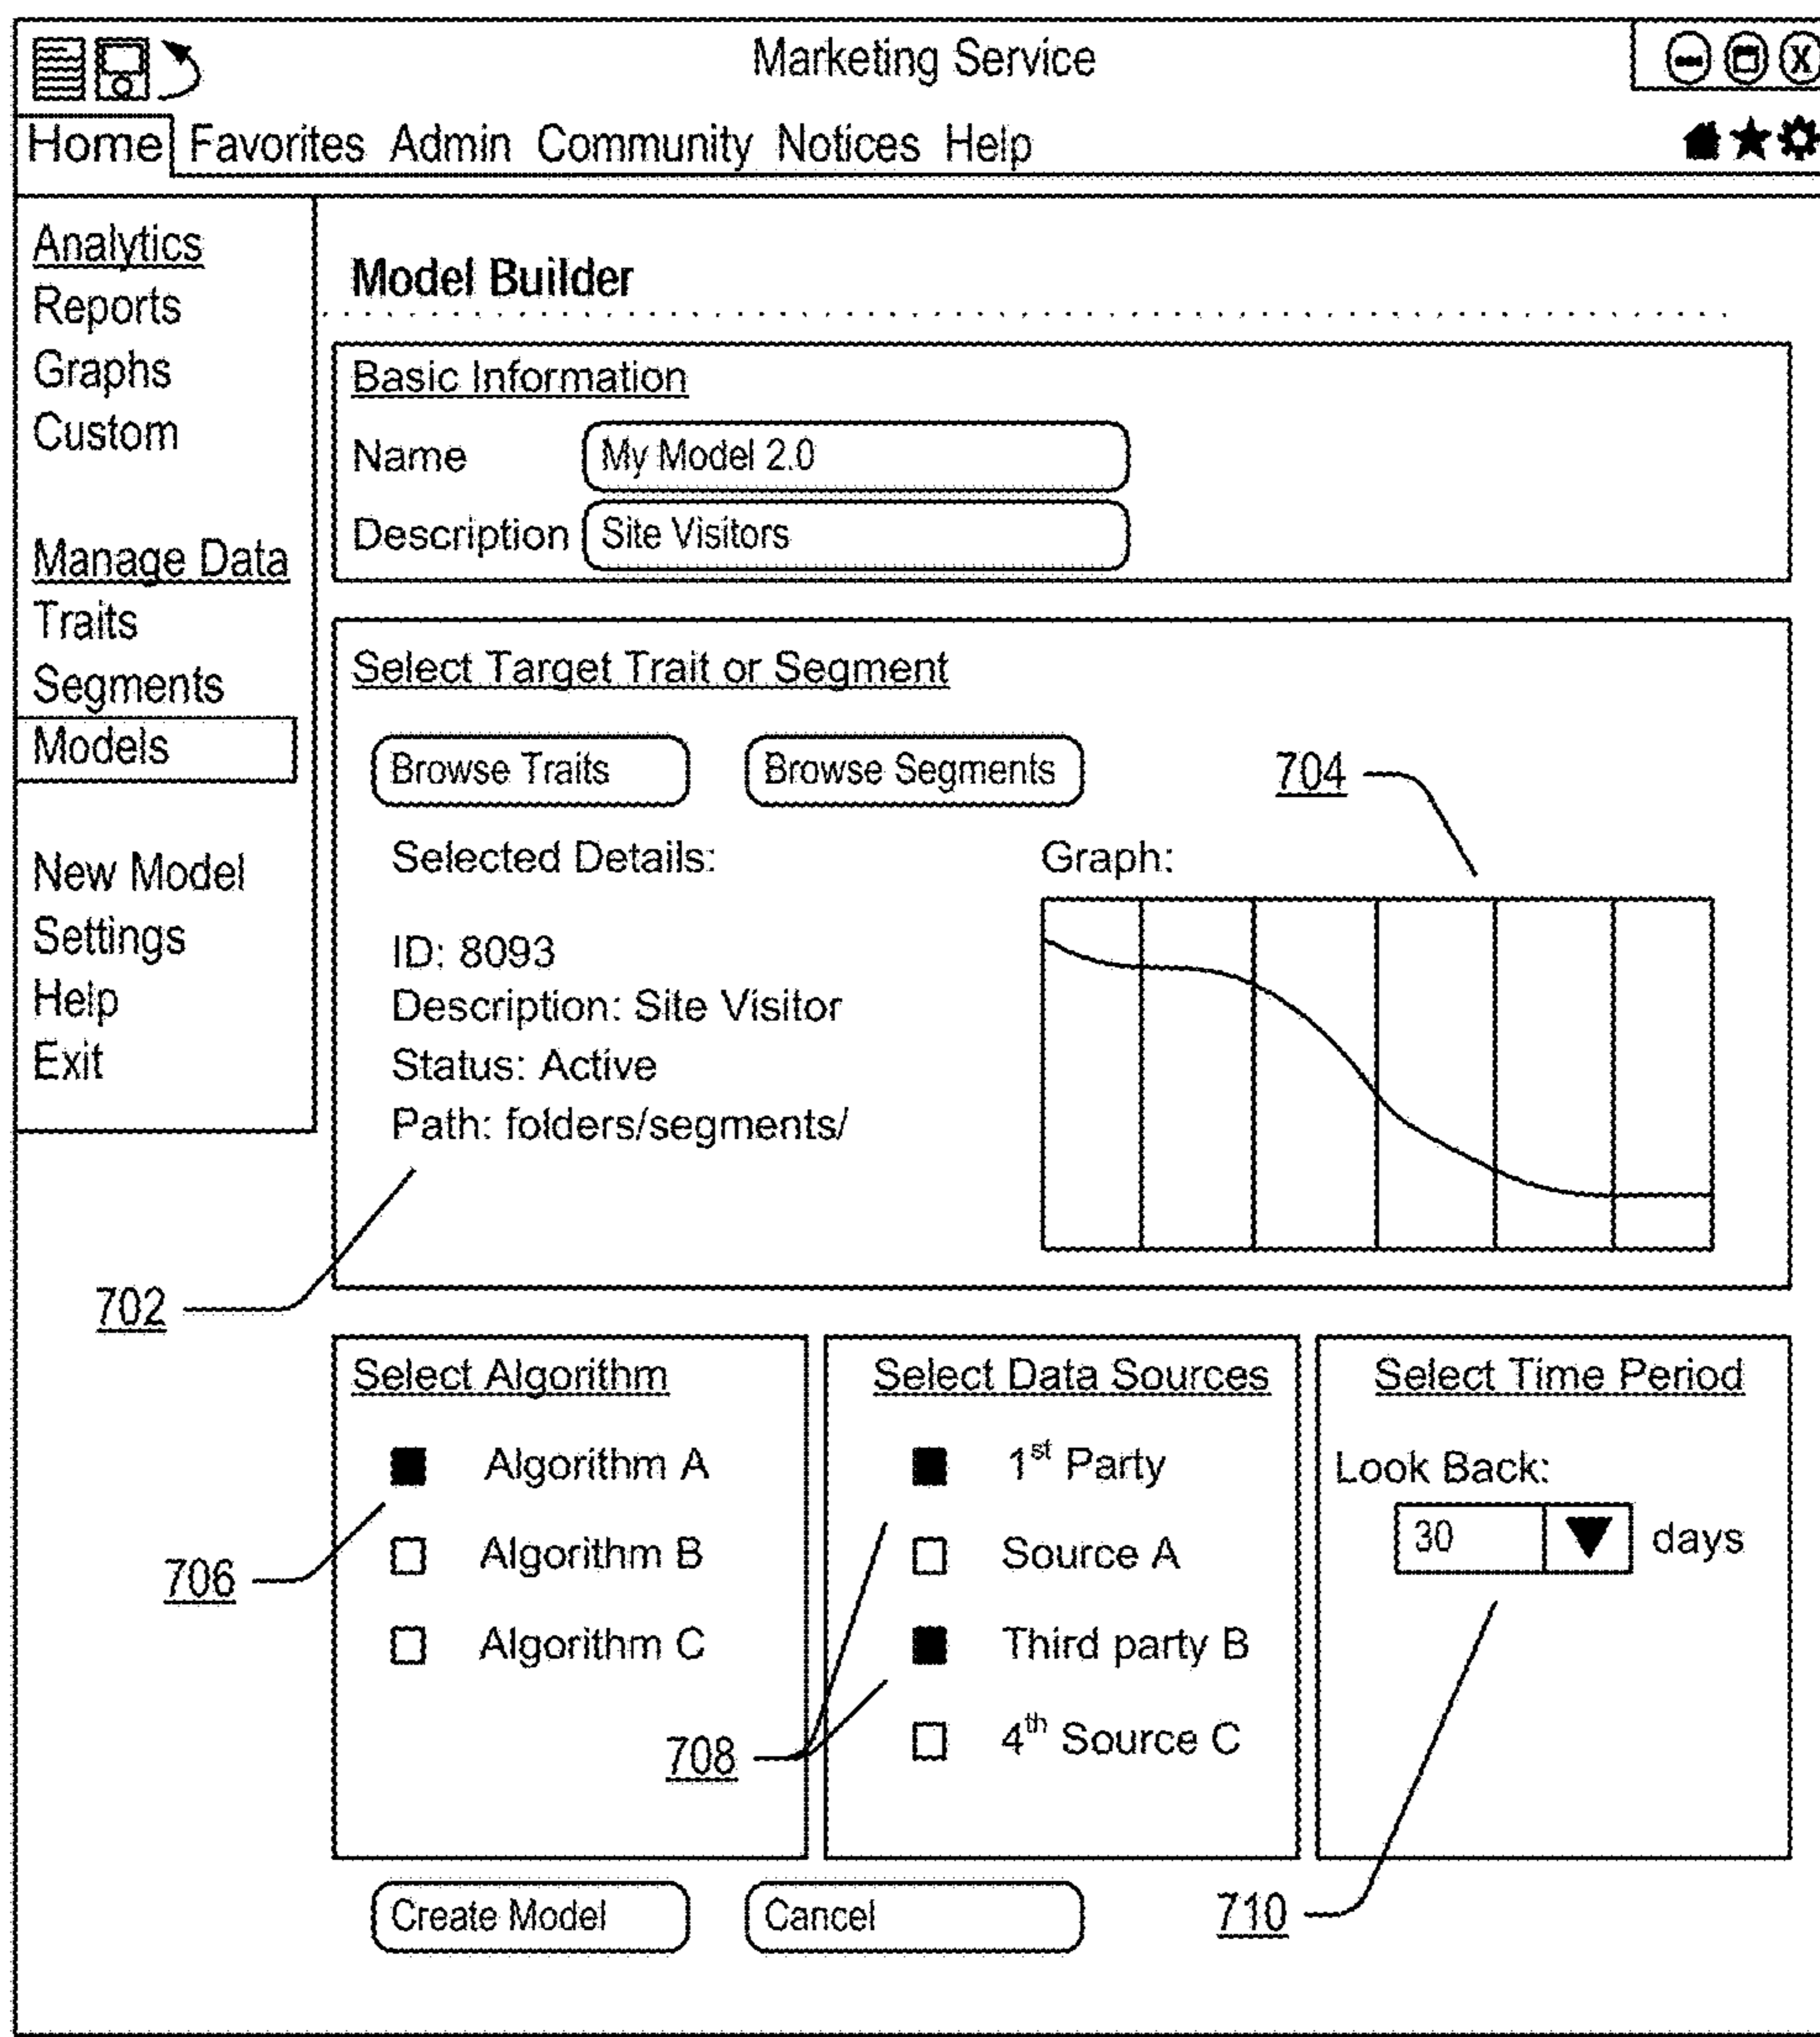 Marketing Service
X
Home Favorites Admin Community Notices Help
Analytics
Reports
Graphs
Custom
Manage Data
Traits
Segments
Models
New Model
Settings
Help
Exit
Model Builder
Basic Information
Name My Model 2.0
Description Site Visitors
Select Target Trait or Segment
Browse Traits Browse Segments
704
Selected Details:
Graph:
ID: 8093
Description: Site Visitor
Status: Active
Path: folders/segments/
702
Select Algorithm
Algorithm A
Algorithm B
Algorithm C
706
Select Data Sources
1st Party
Source A
Third party B
4th Source C
708
Select Time Period
Look Back:
30 days
710
Create Model Cancel